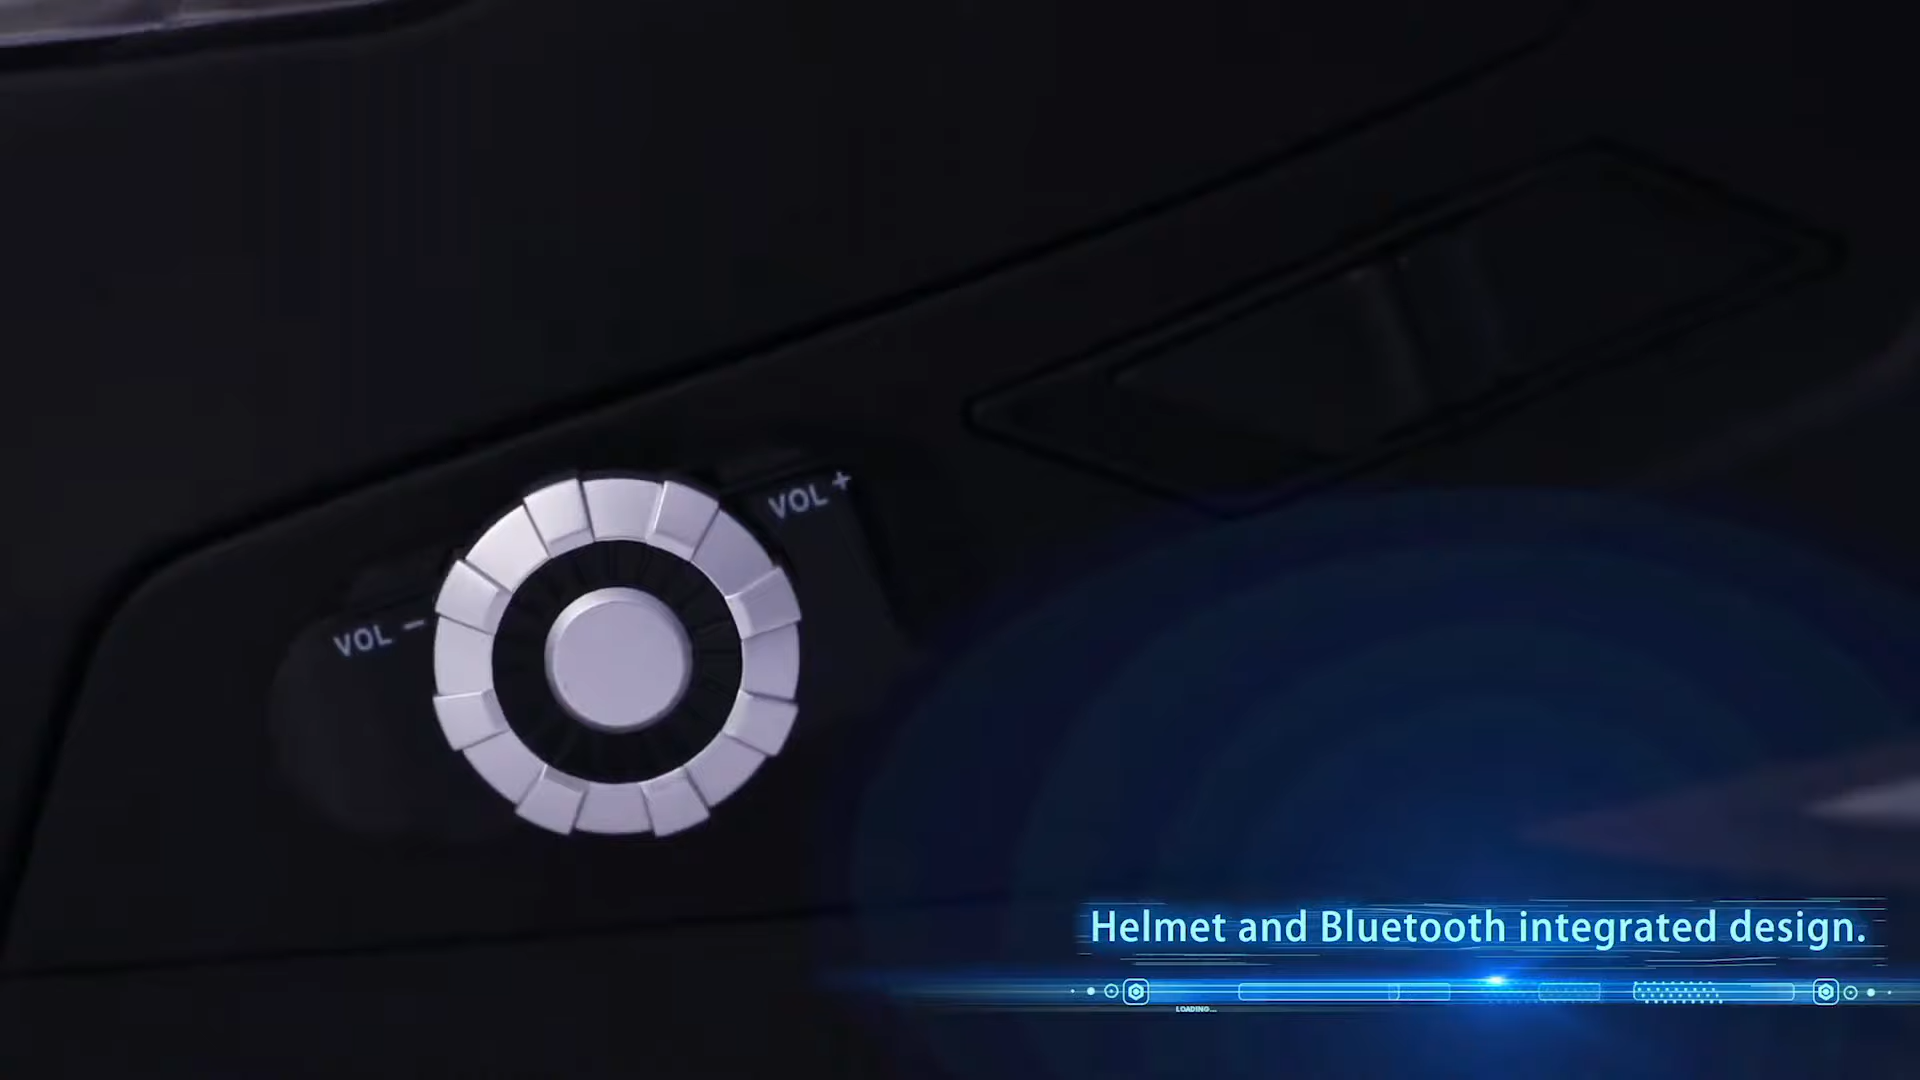 VOL +
VOL –
Helmet and Bluetooth integrated design.
LOADING...